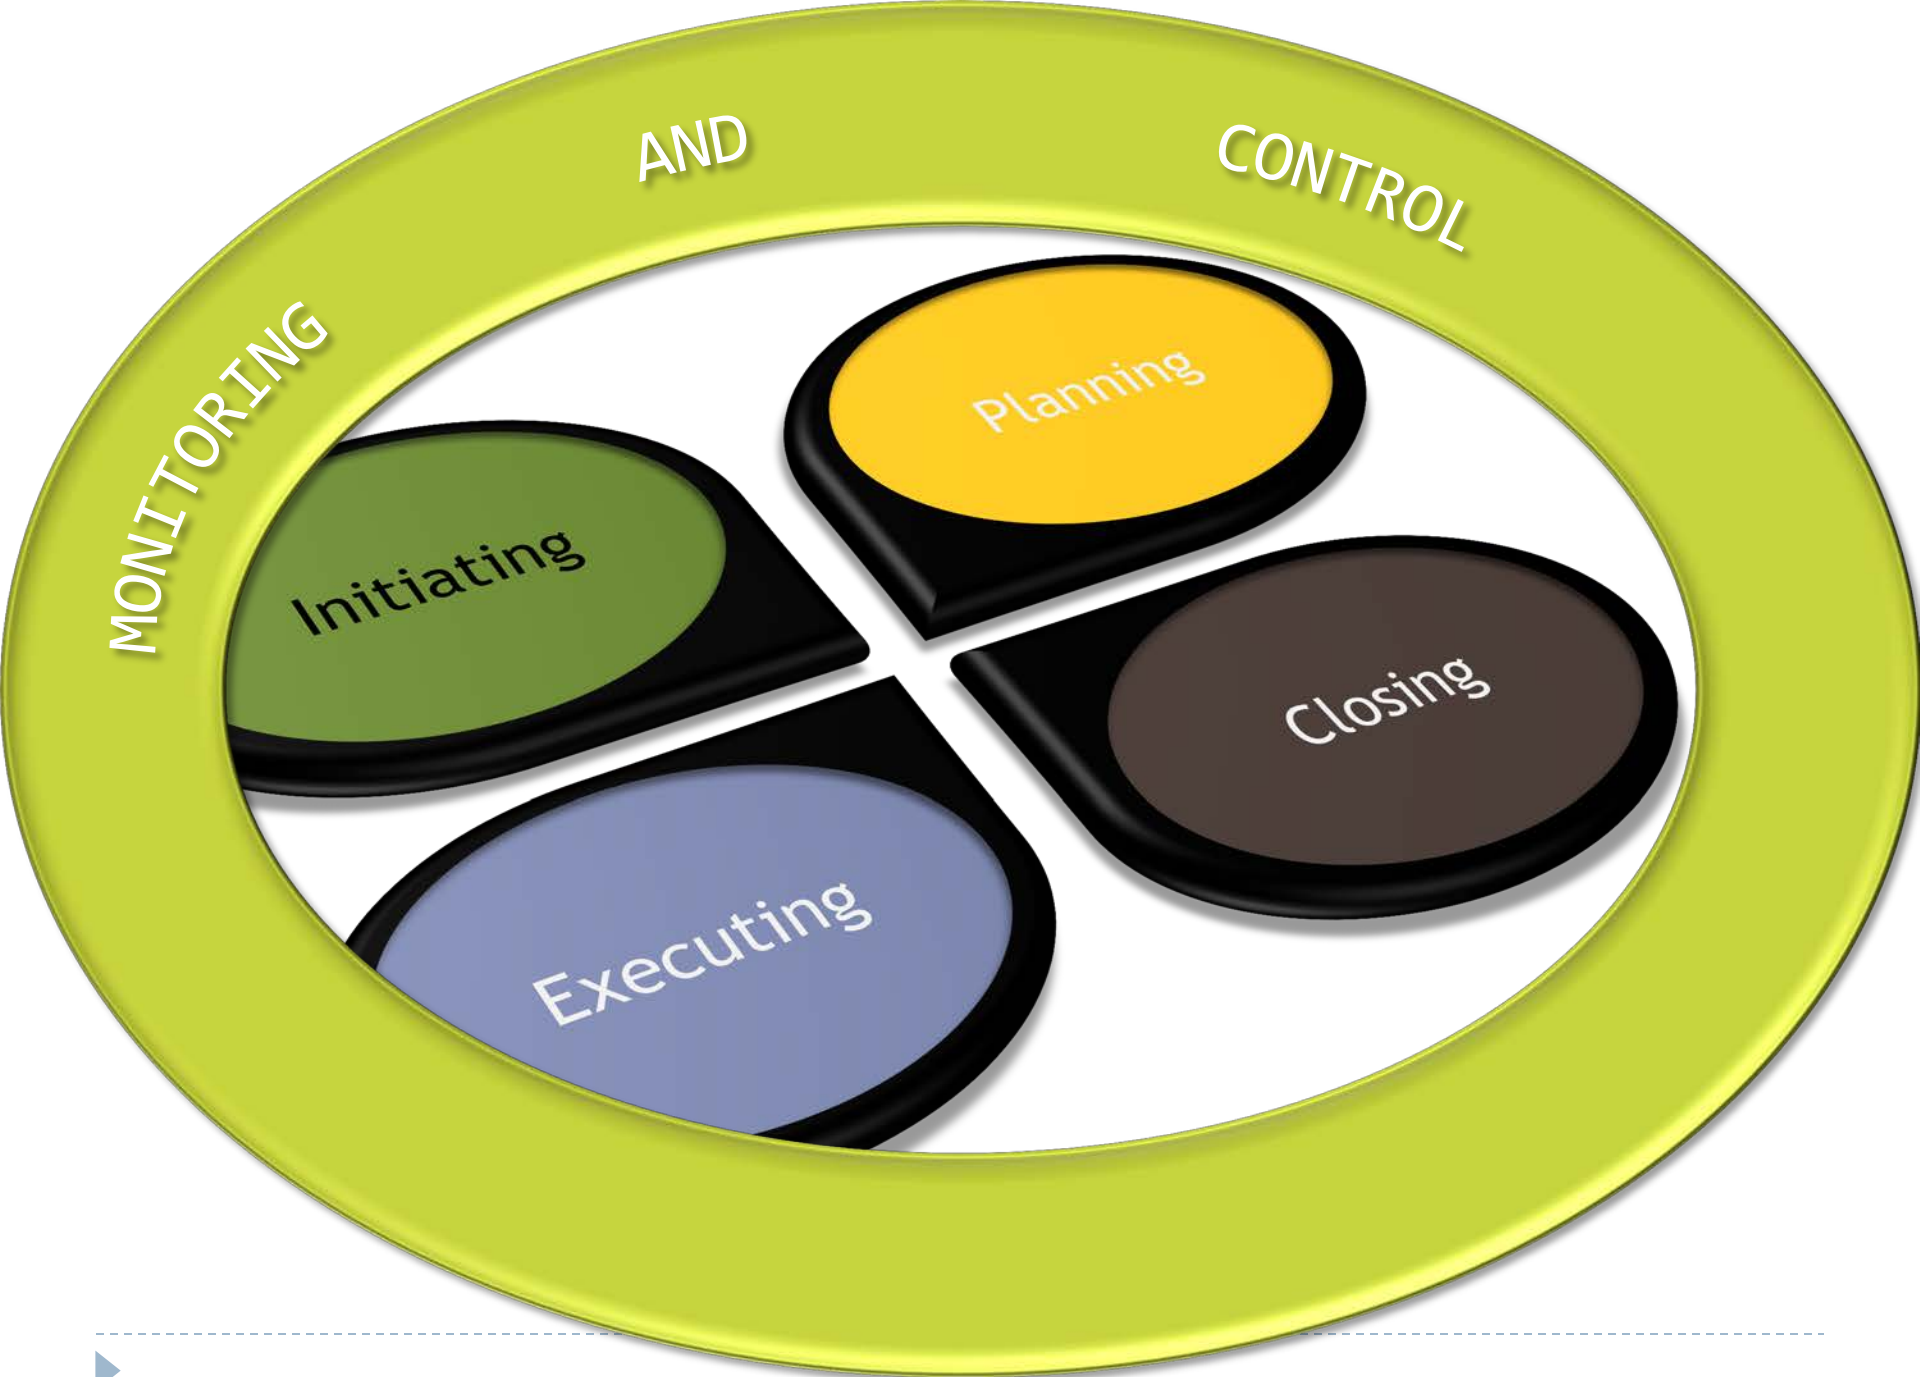 MONITORING AND CONTROL
Planning
Initiating
Closing
Executing